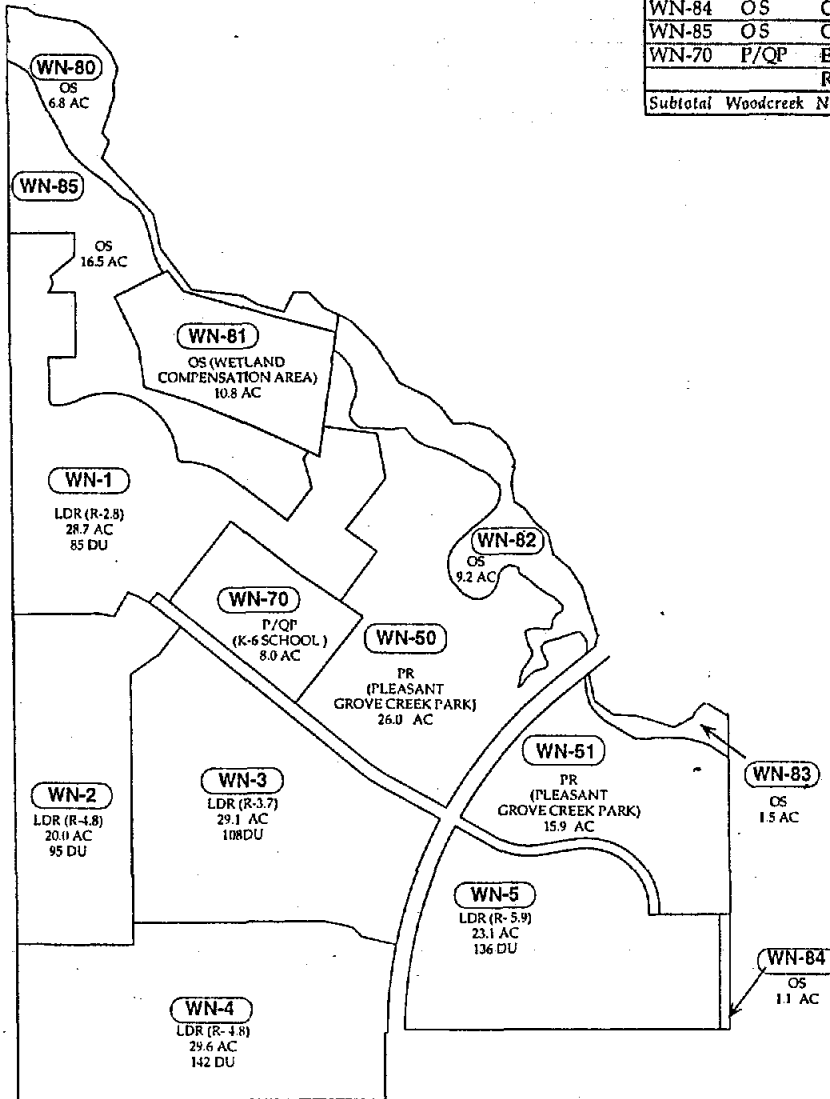 WN-84 OS
WN-85 OS
WN-70 P/QP
Subtotal Woodcreek
WN-80
OS
6.8 AC
WN-85
OS
16.5 AC
WN-81
OS (WETLAND
COMPENSATION AREA)
10.8 AC
WN-1
LDR (R-2.8)
28.7 AC
85 DU
WN-82
OS
9.2 AC
WN-70
P/QP
(K-6 SCHOOL)
8.0 AC
WN-50
PR
(PLEASANT
GROVE CREEK PARK)
26.0 AC
WN-51
PR
(PLEASANT
GROVE CREEK PARK)
15.9 AC
WN-83
OS
1.5 AC
WN-2
LDR (R-4.8)
20.0 AC
95 DU
WN-3
LDR (R-3.7)
29.1 AC
108DU
WN-5
LDR (R- 5.9)
23.1 AC
136 DU
WN-84
OS
1.1 AC
WN-4
LDR (R- 4.8)
29.6 AC
142 DU